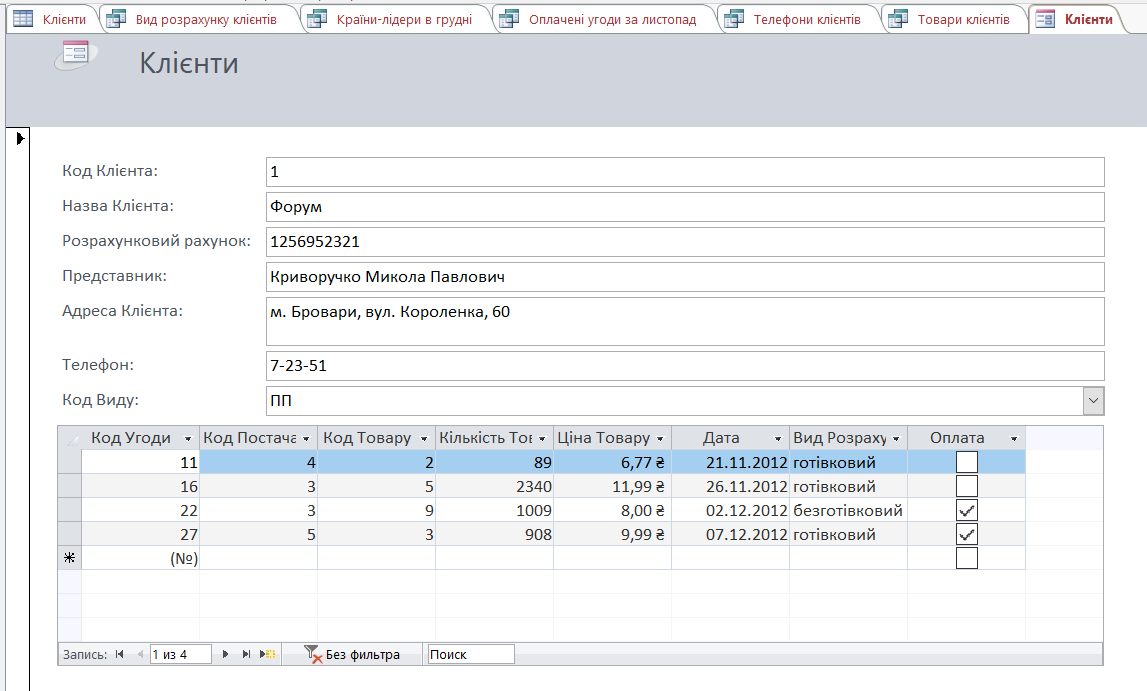 Клієнти Вид розрахунку клієнтів Країни-лідери в грудні Оплачені угоди за листопад Телефони клієнтів Товари клієнтів Клієнти
Клієнти
Код Клієнта: 1
Назва Клієнта: Форум
Розрахунковий рахунок: 1256952321
Представник: Криворучко Микола Павлович
Адреса Клієнта: м. Бровари, вул. Короленка, 60
Телефон: 7-23-51
Код Виду: ПП
Код Угоди Код Постача Код Товару Кількість Тов Ціна Товару Дата Вид Розраху Оплата
11 4 2 89 6,77 ₴ 21.11.2012 готівковий
16 3 5 2340 11,99 ₴ 26.11.2012 готівковий
22 3 9 1009 8,00 ₴ 02.12.2012 безготівковий
27 5 3 908 9,99 ₴ 07.12.2012 готівковий
(№)
Запись: 1 из 4 Без фильтра Поиск